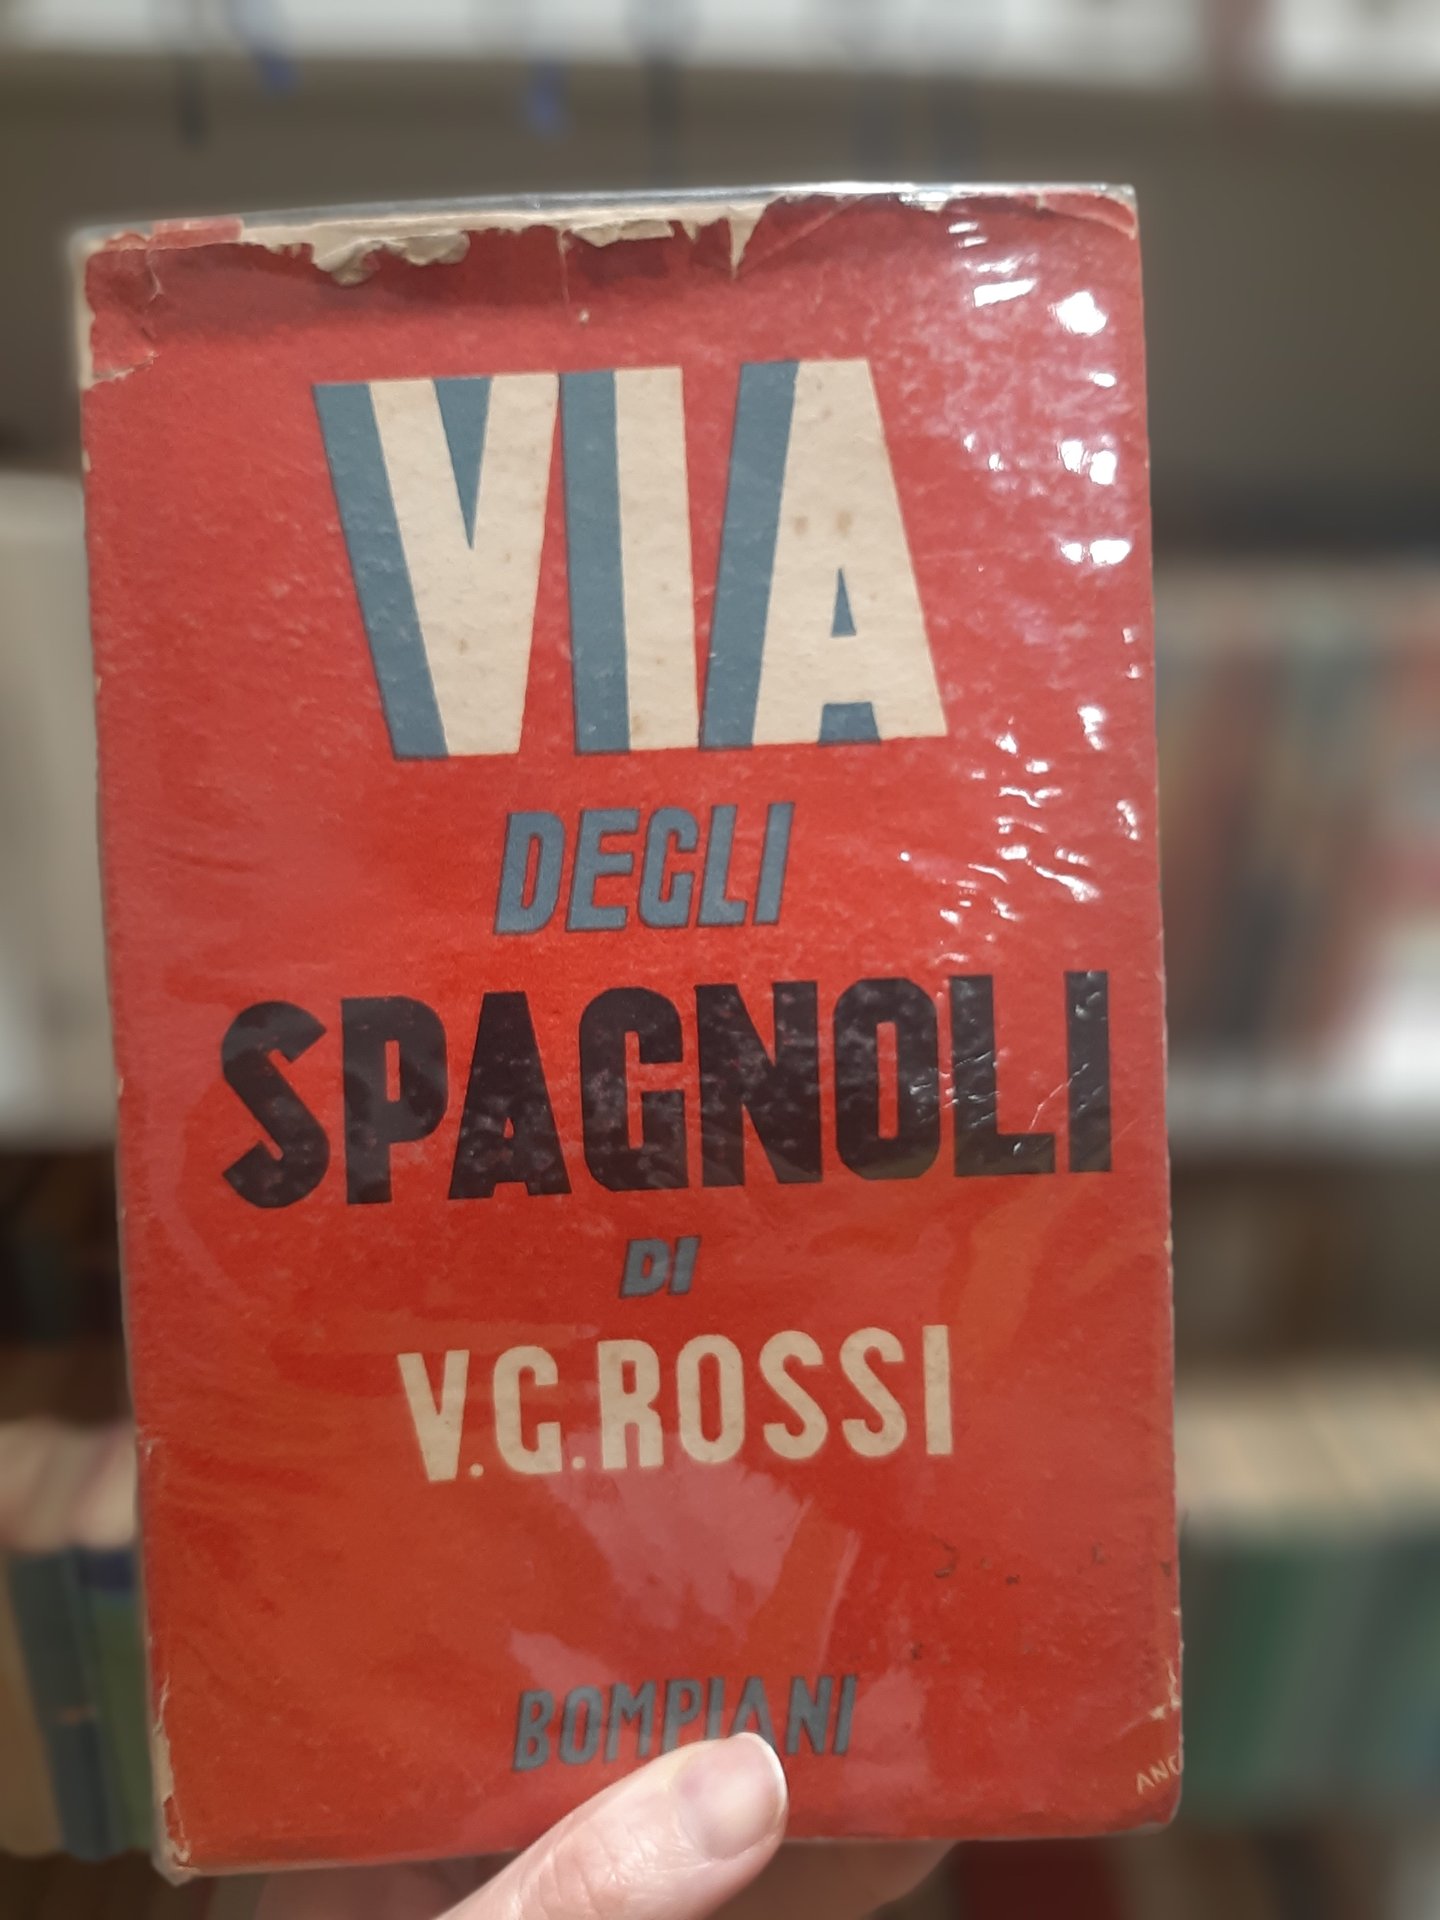 VIA
DEGLI
SPAGNOLI
DI
V.G.ROSSI
BOMPIANI